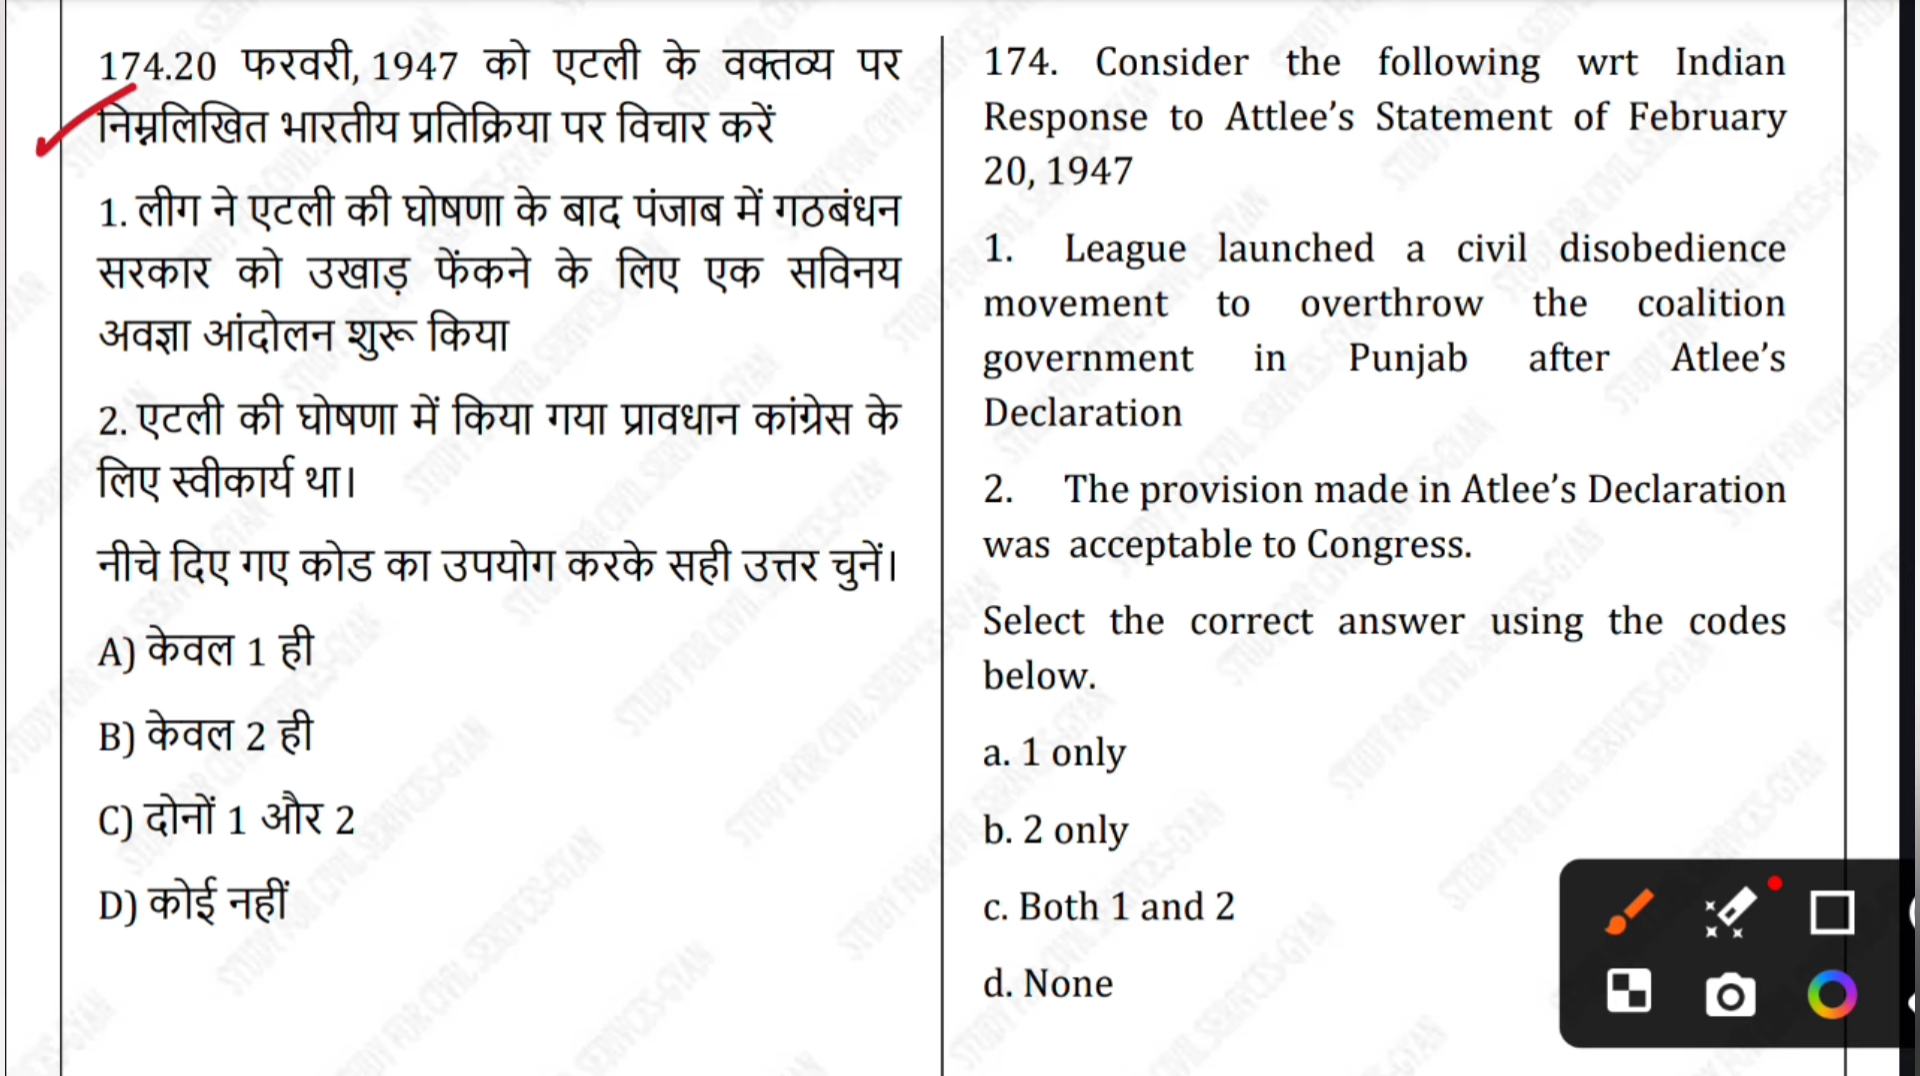 174.20 फरवरी, 1947 को एटली के वक्तव्य पर
निम्नलिखित भारतीय प्रतिक्रिया पर विचार करें
1. लीग ने एटली की घोषणा के बाद पंजाब में गठबंधन
सरकार को उखाड़ फेंकने के लिए एक सविनय
अवज्ञा आंदोलन शुरू किया
2. एटली की घोषणा में किया गया प्रावधान कांग्रेस के
लिए स्वीकार्य था।
नीचे दिए गए कोड का उपयोग करके सही उत्तर चुनें।
A) केवल 1 ही
B) केवल 2 ही
C) दोनों 1 और 2
D) कोई नहीं
174. Consider the following wrt Indian
Response to Attlee's Statement of February
20, 1947
1. League launched a civil disobedience
movement to overthrow the coalition
government in Punjab after Atlee's
Declaration
2. The provision made in Atlee's Declaration
was acceptable to Congress.
Select the correct answer using the codes
below.
a. 1 only
b. 2 only
c. Both 1 and 2
d. None